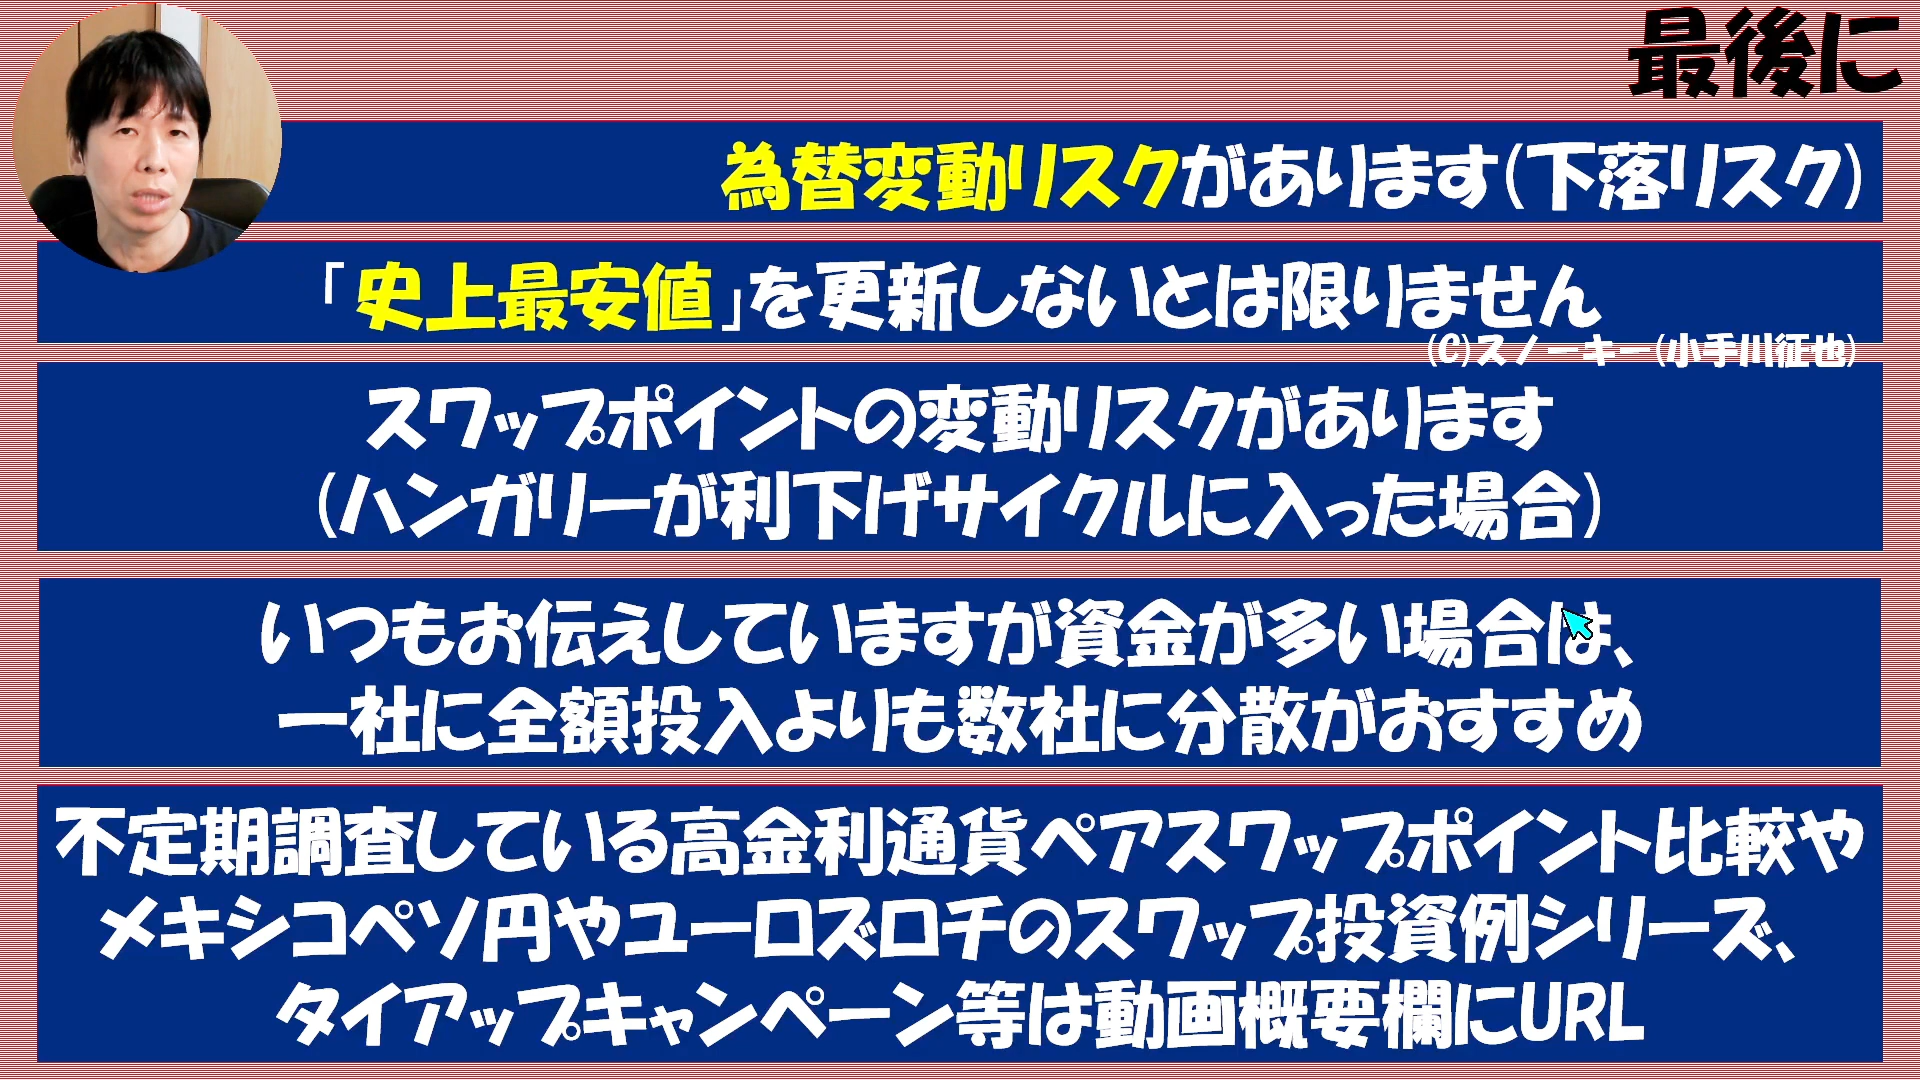 最後に
為替変動リスクがあります(下落リスク)
「史上最安値」を更新しないとは限りません
(C)スノーキー(小手川征也)
スワップポイントの変動リスクがあります
(ハンガリーが利下げサイクルに入った場合)
いつもお伝えしていますが資金が多い場合は、
一社に全額投入よりも数社に分散がおすすめ
不定期調査している高金利通貨ペアスワップポイント比較や
メキシコペソ円やユーロズロチのスワップ投資例シリーズ、
タイアップキャンペーン等は動画概要欄にURL